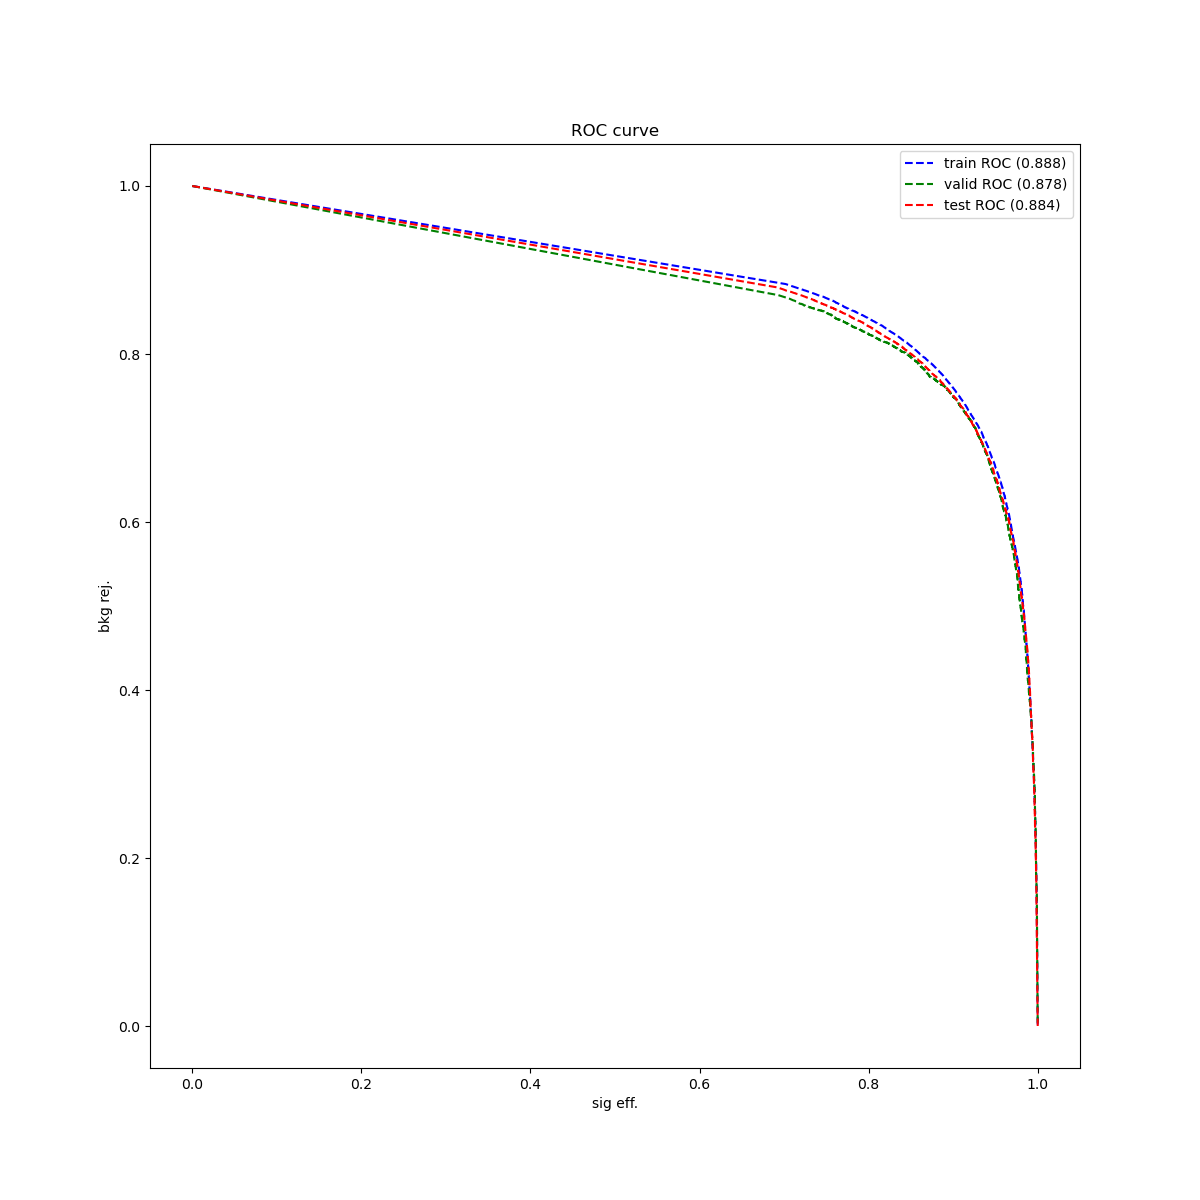 ROC curve
train ROC (0.888)
valid ROC (0.878)
test ROC (0.884)
1.0
0.8
0.6
0.4
0.2
0.0
bkg rej.
0.0 0.2 0.4 0.6 0.8 1.0
sig eff.